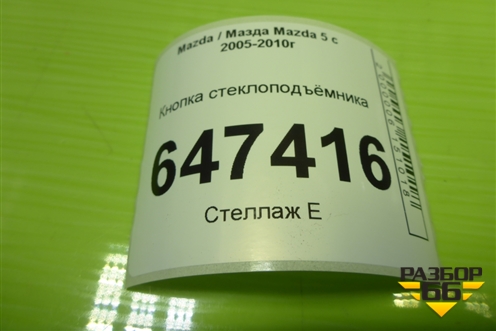 Mazda / Мазда Mazda 5 с
2005-2010г
Кнопка стеклоподъёмника
647416
Стеллаж Е
РАЗБОР
66